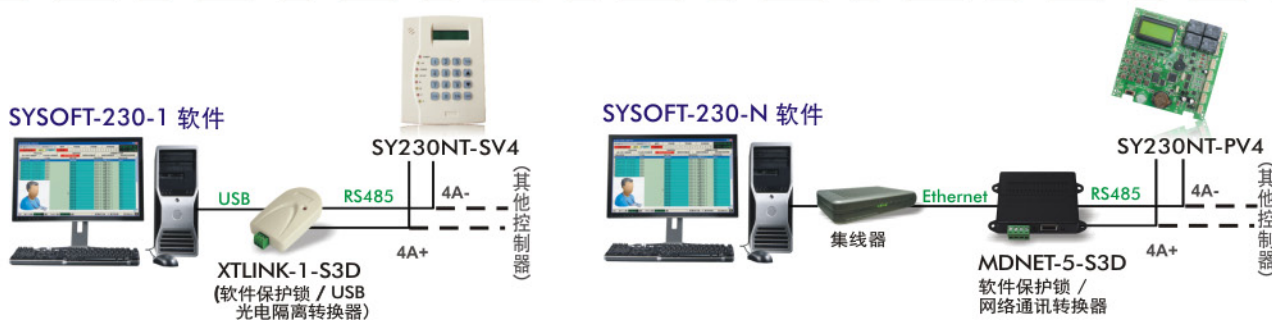 SYSOFT-230-1 软件
SY230NT-SV4
USB
RS485
4A-
4A+
(其他控制器)
XTLINK-1-S3D
(软件保护锁 / USB
光电隔离转换器)
SYSOFT-230-N 软件
SY230NT-PV4
Ethernet
RS485
4A-
4A+
(其他控制器)
集线器
MDNET-5-S3D
软件保护锁 /
网络通讯转换器